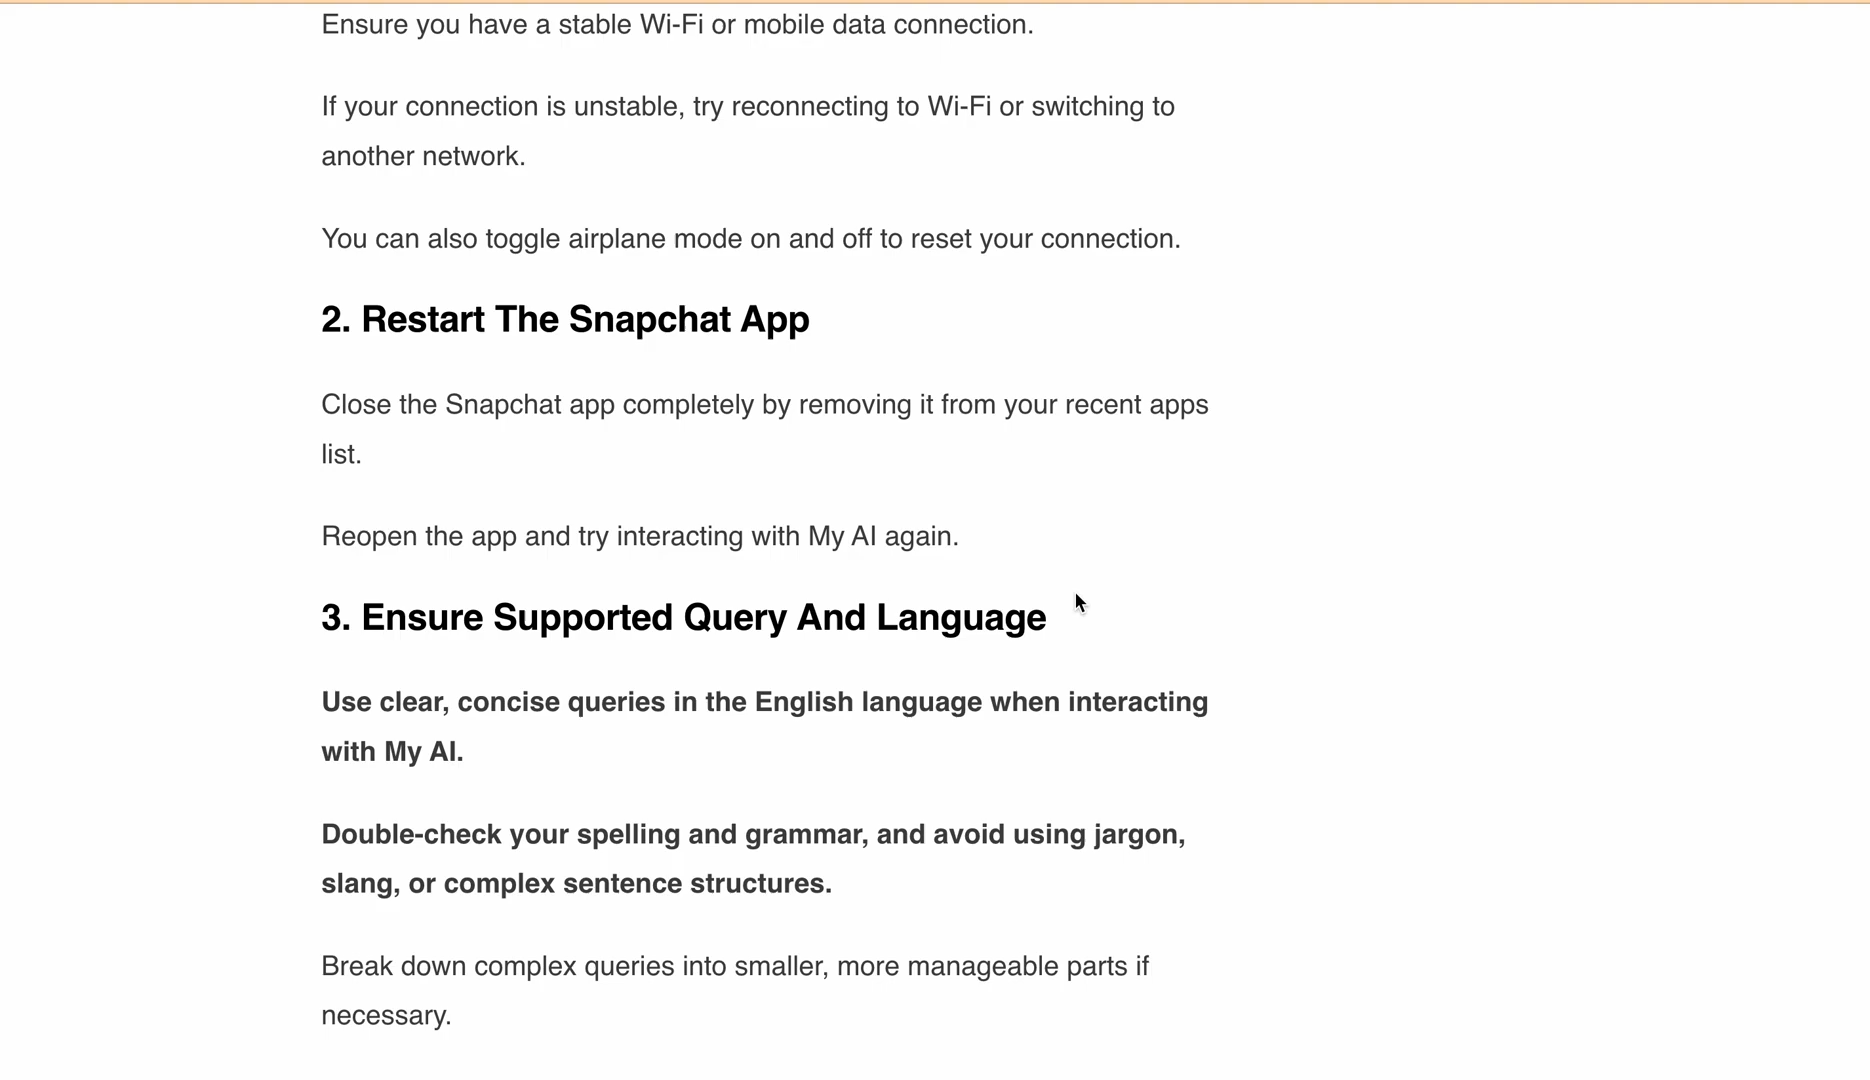 Ensure you have a stable Wi-Fi or mobile data connection.
If your connection is unstable, try reconnecting to Wi-Fi or switching to
another network.
You can also toggle airplane mode on and off to reset your connection.
2. Restart The Snapchat App
Close the Snapchat app completely by removing it from your recent apps
list.
Reopen the app and try interacting with My AI again.
3. Ensure Supported Query And Language
Use clear, concise queries in the English language when interacting
with My AI.
Double-check your spelling and grammar, and avoid using jargon,
slang, or complex sentence structures.
Break down complex queries into smaller, more manageable parts if
necessary.